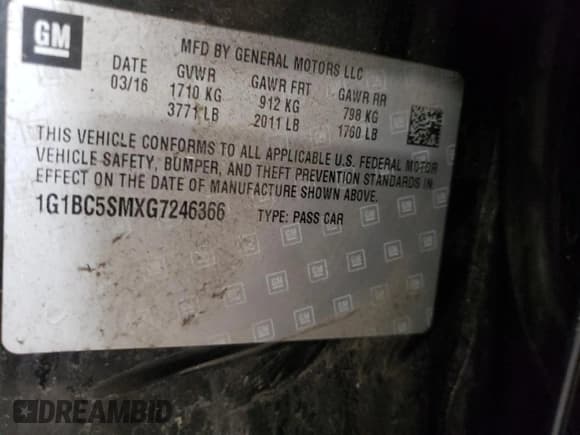 GM
MFD BY GENERAL MOTORS LLC
DATE GVWR GAWR FRT GAWR RR
03/16 1710 KG 912 KG 798 KG
3771 LB 2011 LB 1760 LB
THIS VEHICLE CONFORMS TO ALL APPLICABLE U.S. FEDERAL MOTOR
VEHICLE SAFETY, BUMPER, AND THEFT PREVENTION STANDARDS IN
EFFECT ON THE DATE OF MANUFACTURE SHOWN ABOVE.
1G1BC5SMXG7246366 TYPE: PASS CAR
DREAMBID